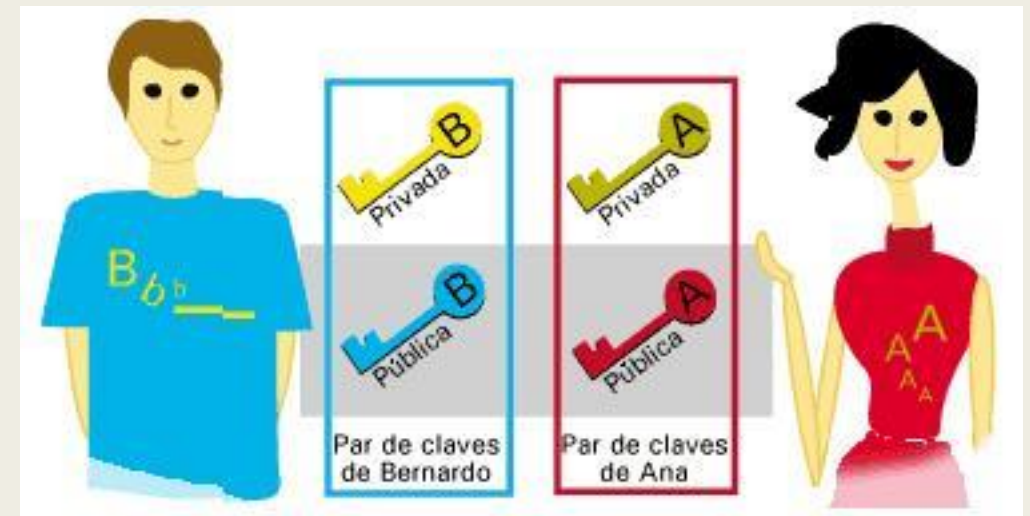 B b b
B
Privada
A
Privada
B
Pública
A
Pública
A
A
A
A
Par de claves
de Bernardo
Par de claves
de Ana